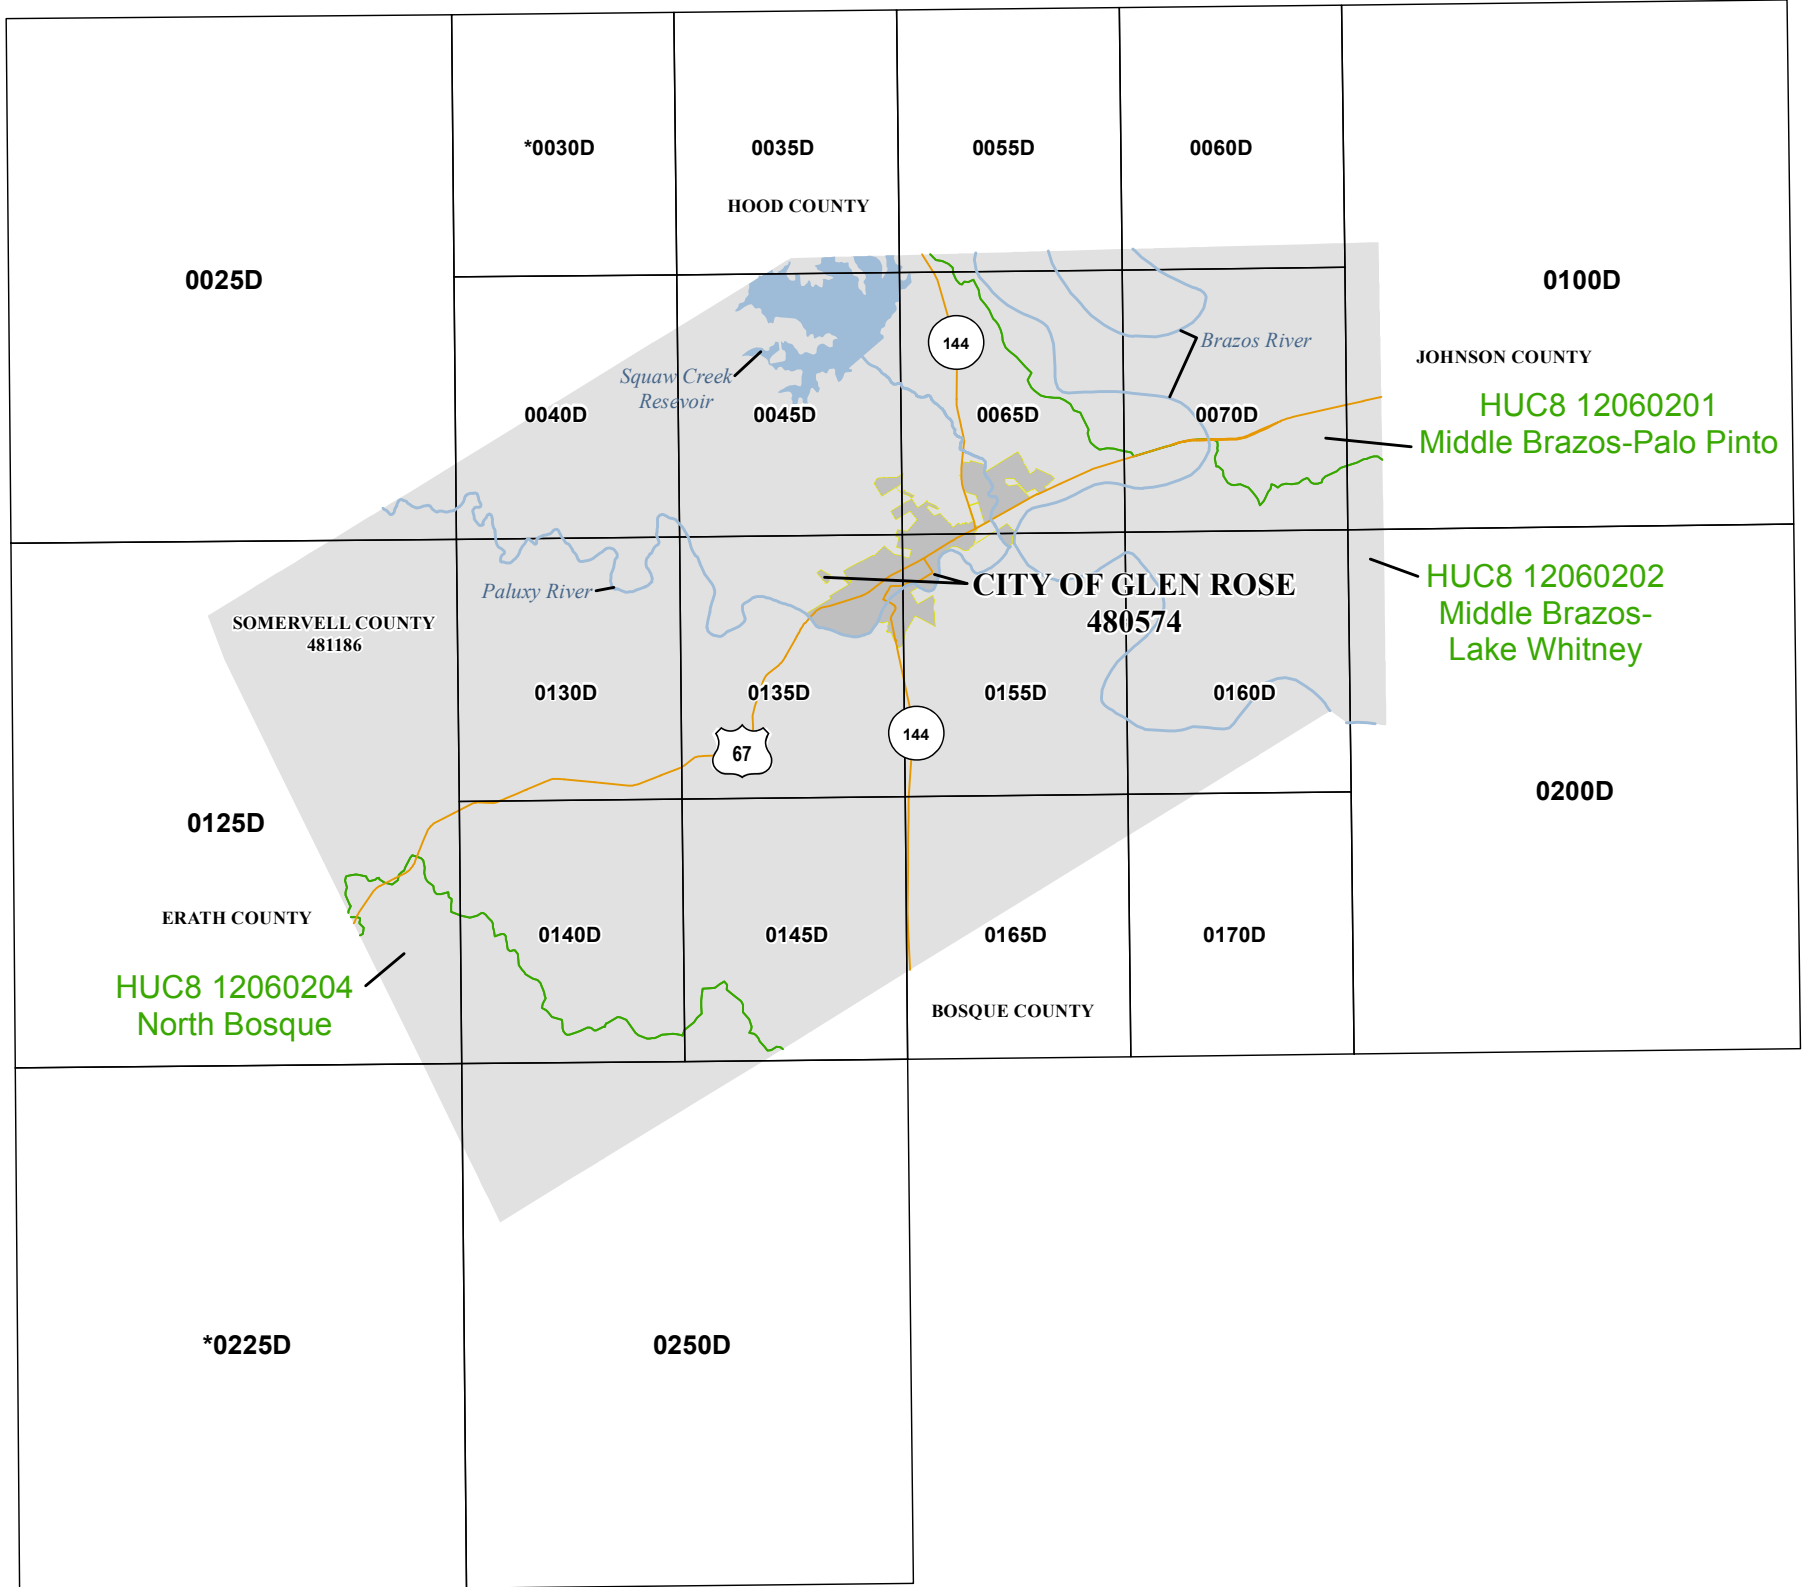 *0030D
0035D
0055D
0060D
HOOD COUNTY
0025D
0100D
144
Brazos River
JOHNSON COUNTY
Squaw Creek
Resevoir
0040D
0045D
0065D
0070D
HUC8 12060201
Middle Brazos-Palo Pinto
Paluxy River
CITY OF GLEN ROSE
480574
HUC8 12060202
Middle Brazos-
Lake Whitney
SOMERVELL COUNTY
481186
0130D
0135D
0155D
0160D
67
144
0125D
0200D
ERATH COUNTY
0140D
0145D
0165D
0170D
HUC8 12060204
North Bosque
BOSQUE COUNTY
*0225D
0250D